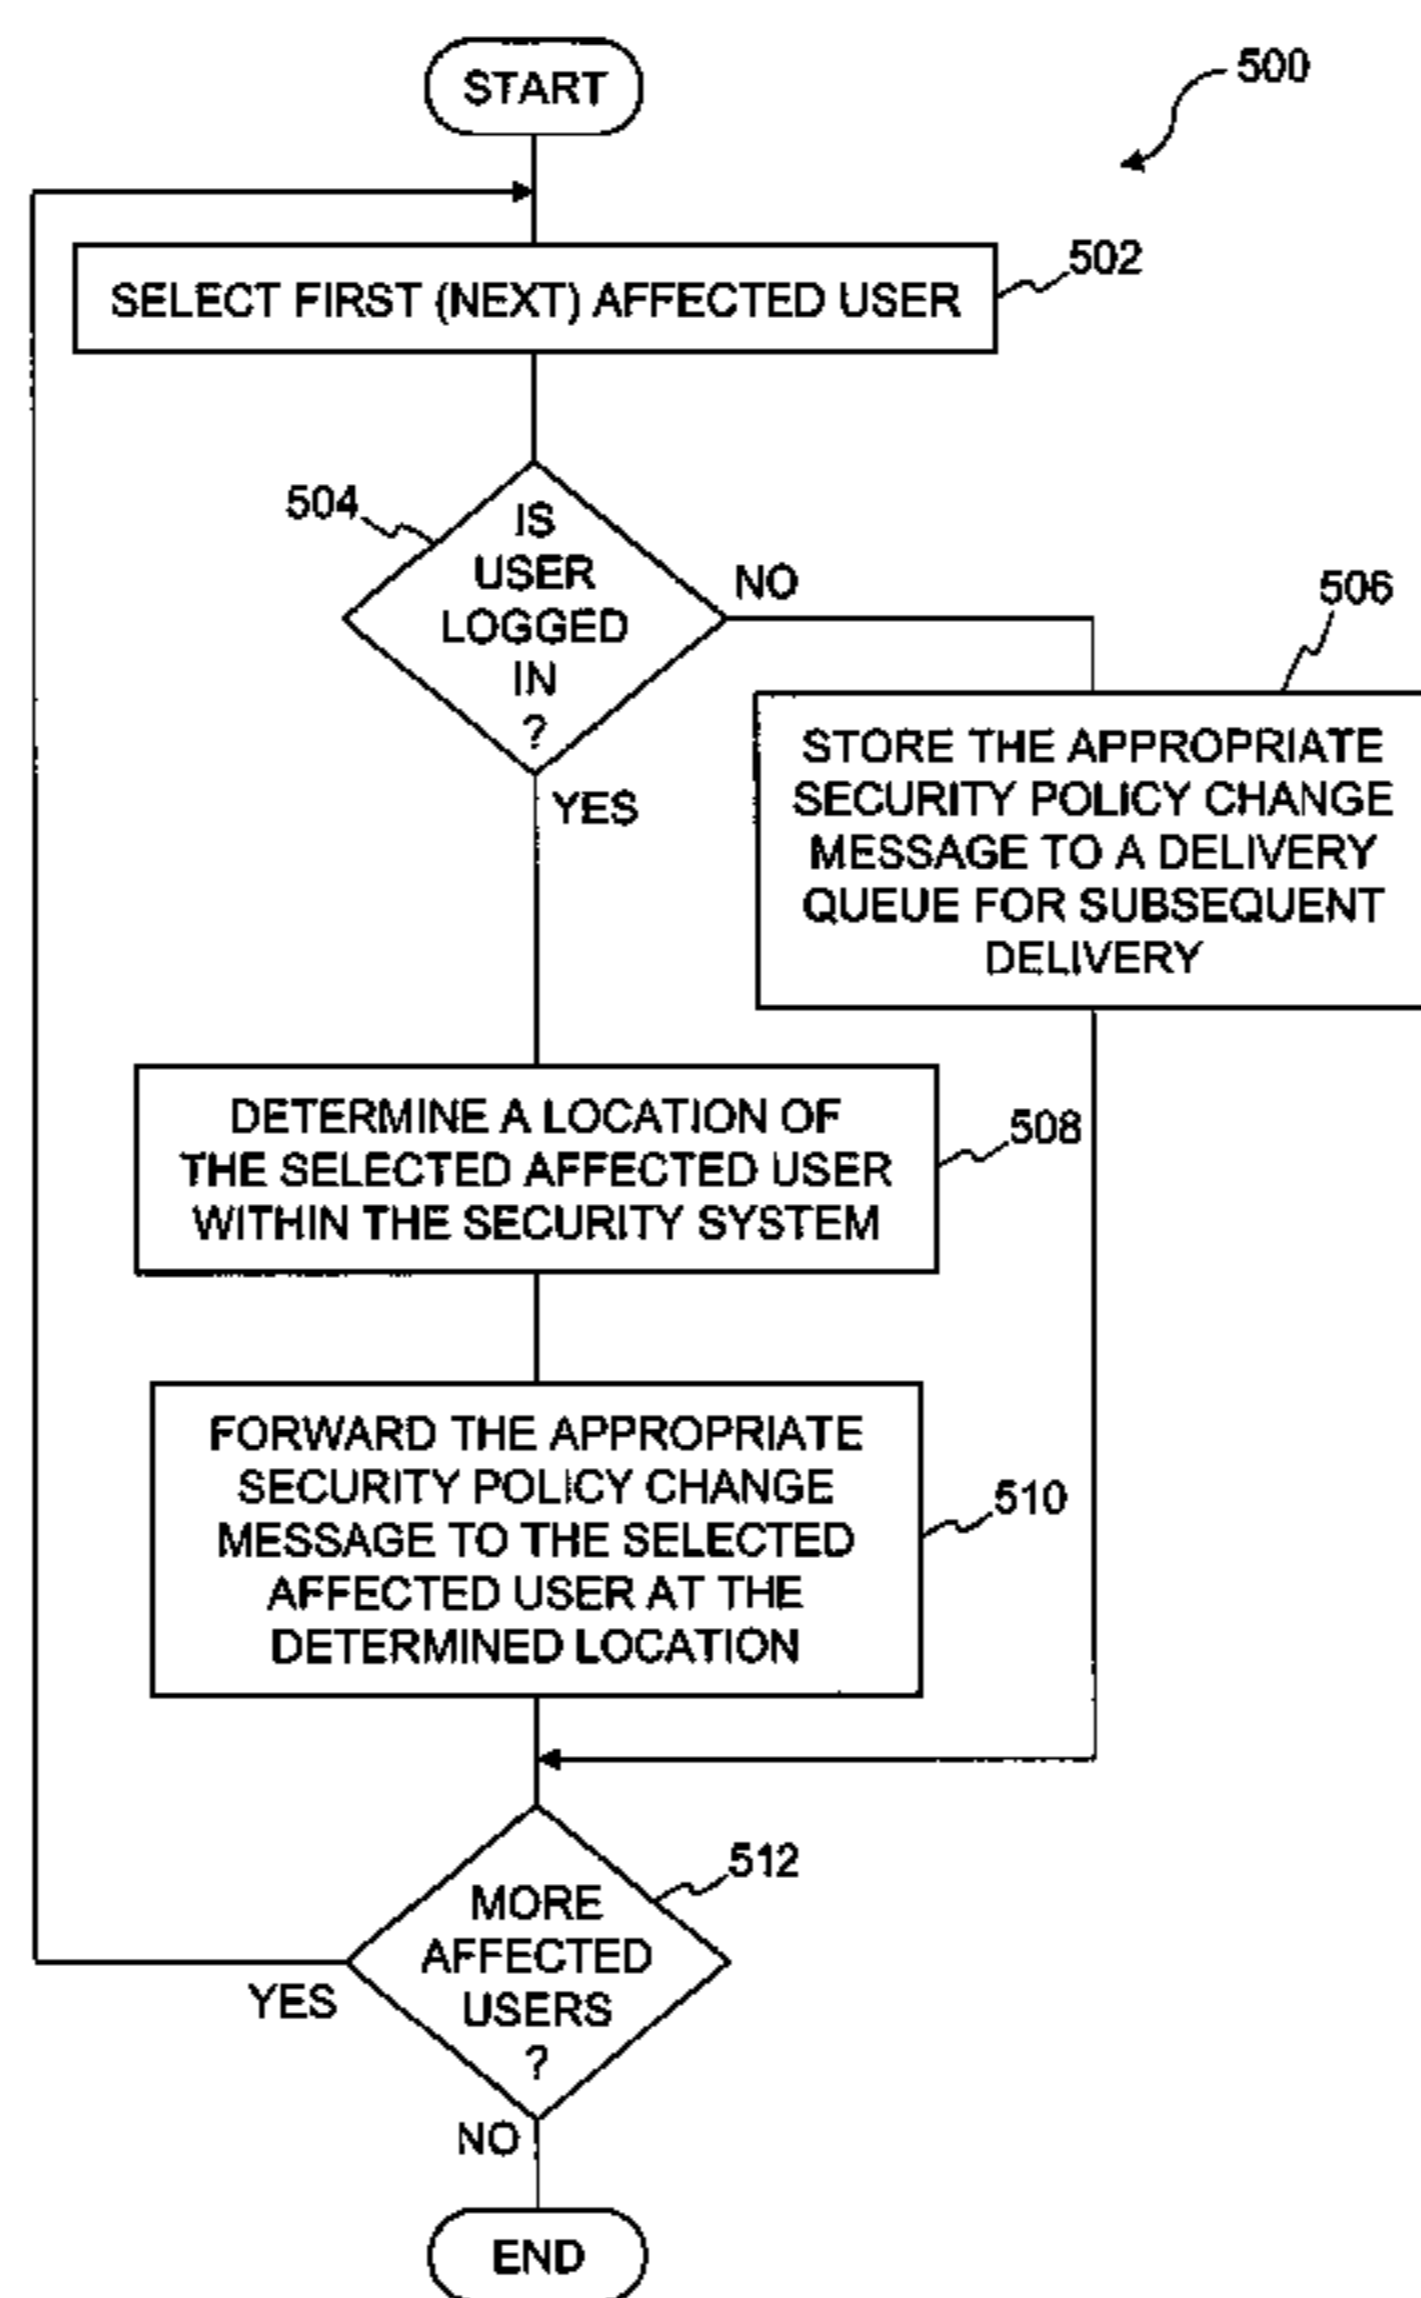 START
500
SELECT FIRST (NEXT) AFFECTED USER
502
504
IS
USER
LOGGED
IN
?
NO
YES
506
STORE THE APPROPRIATE
SECURITY POLICY CHANGE
MESSAGE TO A DELIVERY
QUEUE FOR SUBSEQUENT
DELIVERY
DETERMINE A LOCATION OF
THE SELECTED AFFECTED USER
WITHIN THE SECURITY SYSTEM
508
FORWARD THE APPROPRIATE
SECURITY POLICY CHANGE
MESSAGE TO THE SELECTED
AFFECTED USER AT THE
DETERMINED LOCATION
510
512
MORE
AFFECTED
USERS
?
YES
NO
END